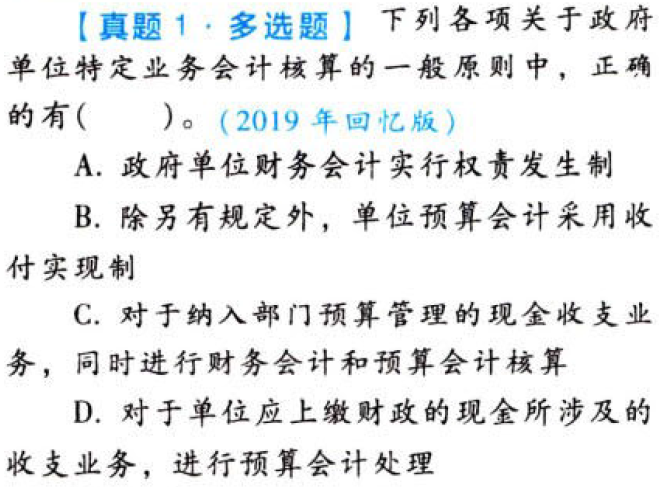 【真题1·多选题】 下列各项关于政府
单位特定业务会计核算的一般原则中，正确
的有(　　)。(2019年回忆版)
A. 政府单位财务会计实行权责发生制
B. 除另有规定外，单位预算会计采用收
付实现制
C. 对于纳入部门预算管理的现金收支业
务，同时进行财务会计和预算会计核算
D. 对于单位应上缴财政的现金所涉及的
收支业务，进行预算会计处理